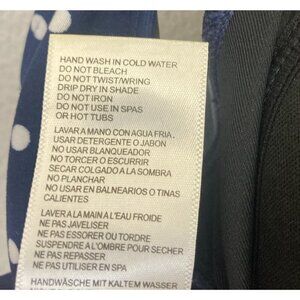 HAND WASH IN COLD WATER
DO NOT BLEACH
DO NOT TWIST/WRING
DRIP DRY IN SHADE
DO NOT IRON
DO NOT USE IN SPAS
OR HOT TUBS
LAVAR A MANO CON AGUA FRIA.
USAR DETERGENTE O JABON
NO USAR BLANQUEADOR
NO TORCER O ESCURRIR
SECAR COLGADO A LA SOMBRA
NO PLANCHAR
NO USAR EN BALNEARIOS O TINAS
CALIENTES
LAVER A LA MAIN A L'EAU FROIDE
NE PAS JAVELISER
NE PAS ESSORER OU TORDRE
SUSPENDRE A L'OMBRE POUR SECHER
NE PAS REPASSER
NE PAS UTILISER EN SPA
HANDWÄSCHE MIT KALTEM WASSER